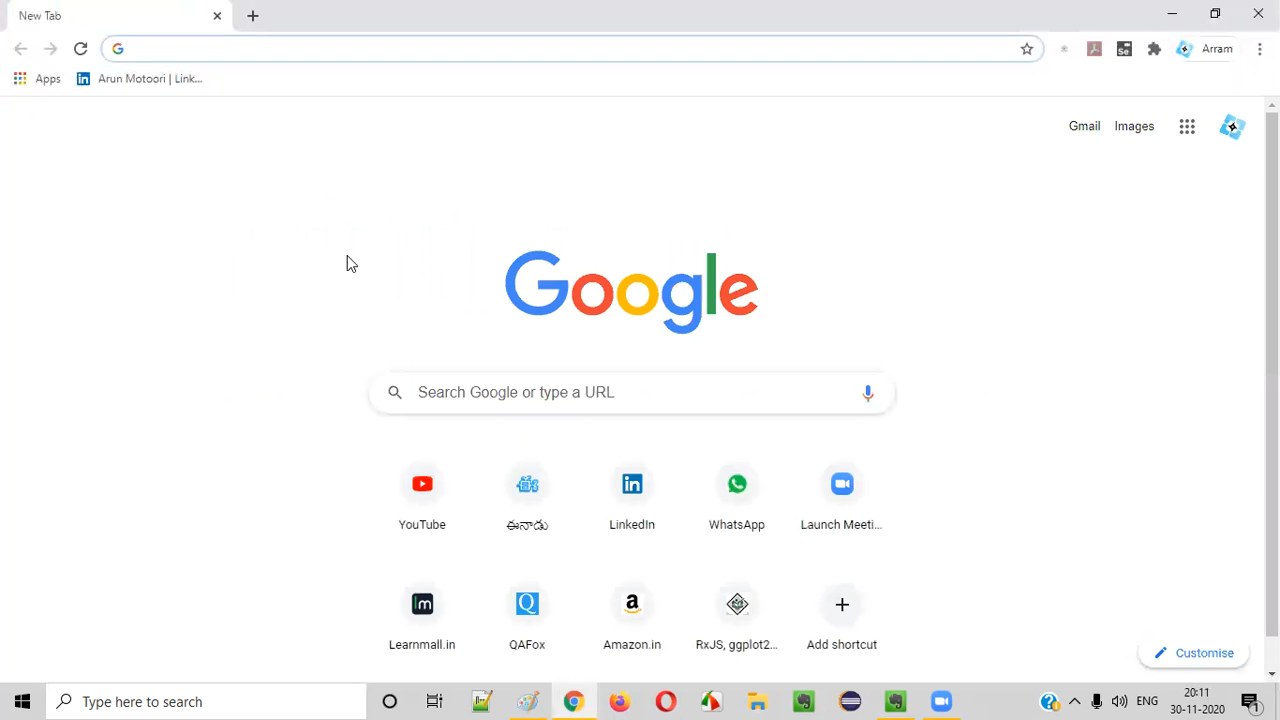 New Tab
Arram
Apps
Arun Motoori | Link...
Gmail
Images
Google
Search Google or type a URL
YouTube
ఈనాడు
LinkedIn
WhatsApp
Launch Meeti...
Learnmall.in
QAFox
Amazon.in
RxJS, ggplot2...
Add shortcut
Customise
Type here to search
ENG
20:11
30-11-2020